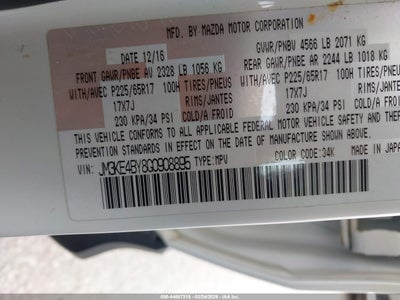 MFD. BY MAZDA MOTOR CORPORATION
12/16 GVWR/PNBV 4566 LB 2071 KG
FRONT GAWR/PNBE AV 2328 LB 1056 KG REAR GAWR/PNBE AR 2244 LB 1018 KG
WITH/AVEC P225/65R17 100H TIRES/PNEUS WITH/AVEC P225/65R17 100H TIRES/PNEUS
17X7J RIMS/JANTES 17X7J RIMS/JANTES
230 KPA/34 PSI COLD/A FROID 230 KPA/34 PSI COLD/A FROID
THIS VEHICLE CONFORMS TO ALL APPLICABLE FEDERAL MOTOR VEHICLE SAFETY
BUMPER AND THEFT
PREVENTION STANDARDS IN EFFECT
ON THE DATE OF MANUFACTURE SHOWN ABOVE
VIN: JM3KE4BY8G0908895 TYPE: MPV COLOR CODE: 34K MADE IN JAPAN